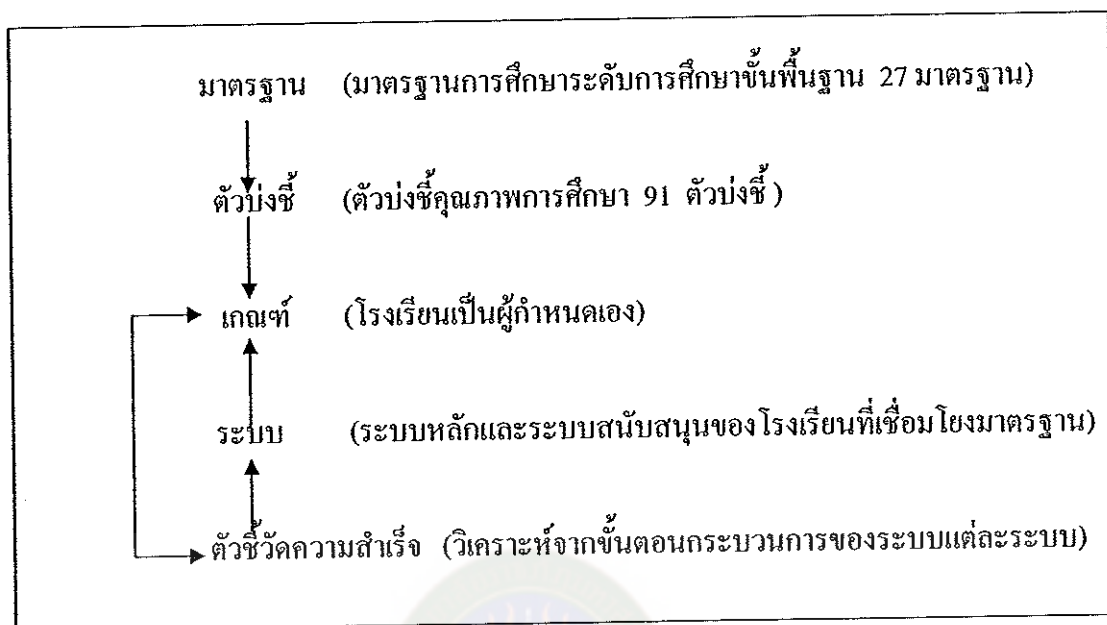 มาตรฐาน (มาตรฐานการศึกษาระดับการศึกษาขั้นพื้นฐาน 27 มาตรฐาน)
ตัวบ่งชี้ (ตัวบ่งชี้คุณภาพการศึกษา 91 ตัวบ่งชี้ )
เกณฑ์ (โรงเรียนเป็นผู้กำหนดเอง)
ระบบ (ระบบหลักและระบบสนับสนุนของโรงเรียนที่เชื่อมโยงมาตรฐาน)
ตัวชี้วัดความสำเร็จ (วิเคราะห์จากขั้นตอนกระบวนการของระบบแต่ละระบบ)